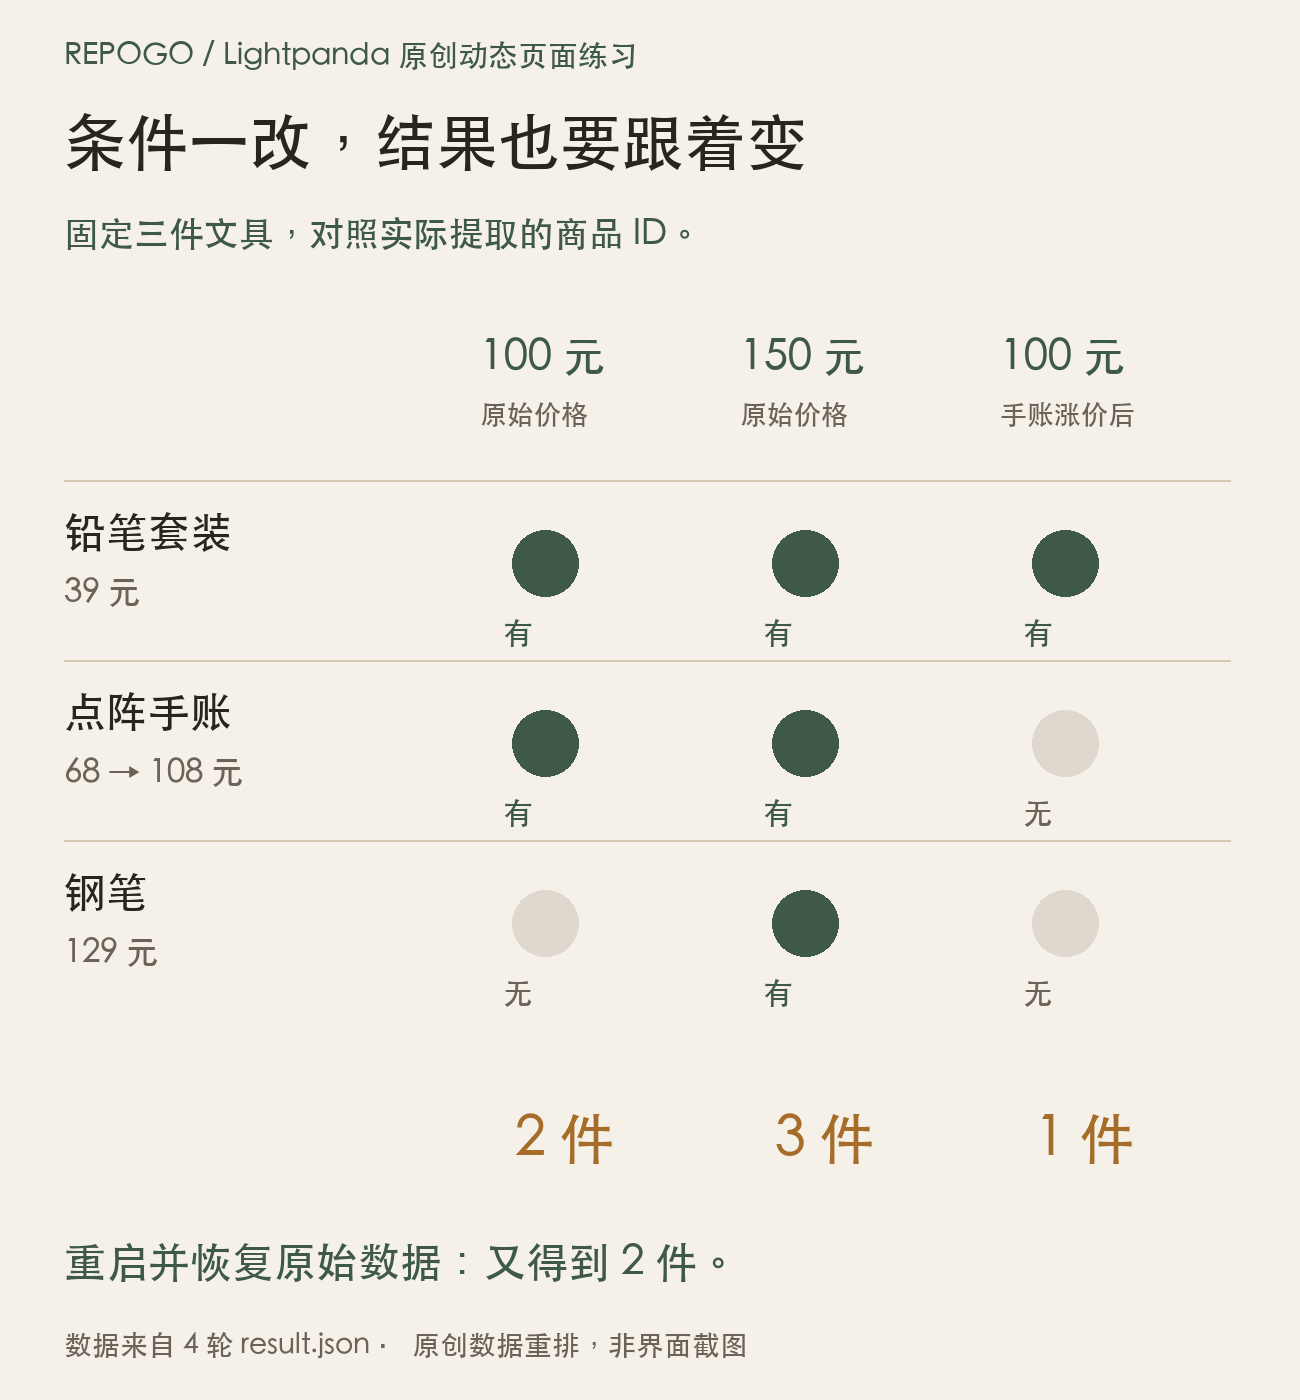 REPOGO / Lightpanda 原创动态页面练习
条件一改，结果也要跟着变
固定三件文具，对照实际提取的商品 ID。
100 元 150 元 100 元
原始价格 原始价格 手账涨价后
铅笔套装
39 元
有 有 有
点阵手账
68 → 108 元
有 有 无
钢笔
129 元
无 有 无
2 件 3 件 1 件
重启并恢复原始数据：又得到 2 件。
数据来自 4 轮 result.json · 原创数据重排，非界面截图